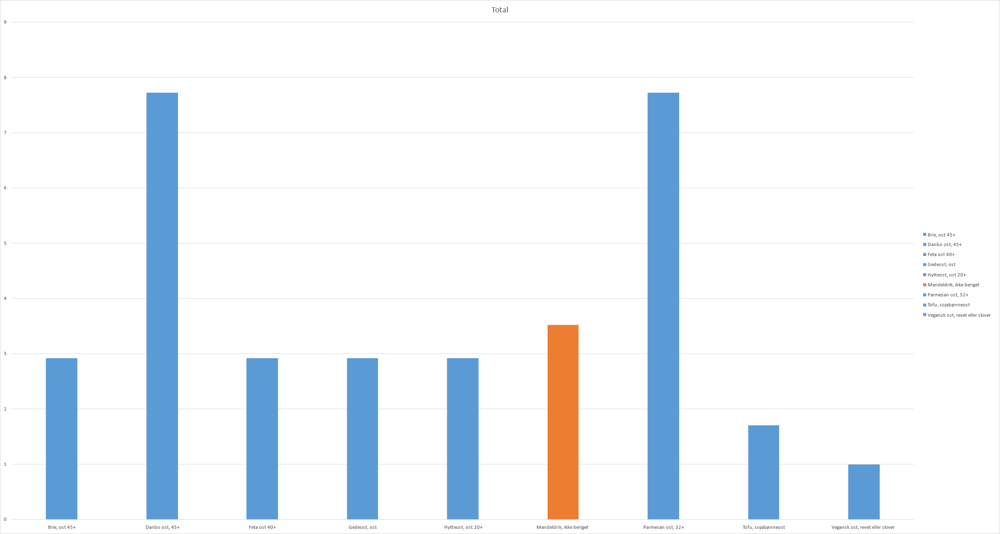 Total
9
8
7
6
5
4
3
2
1
0
Brie, ost 45+
Danbo ost, 45+
Feta ost 40+
Gedeost, ost
Hytteost, ost 20+
Mandeldrik, ikke beriget
Parmesan ost, 32+
Tofu, sojabønneost
Vegansk ost, revet eller skiver
Brie, ost 45+
Danbo ost, 45+
Feta ost 40+
Gedeost, ost
Hytteost, ost 20+
Mandeldrik, ikke beriget
Parmesan ost, 32+
Tofu, sojabønneost
Vegansk ost, revet eller skiver